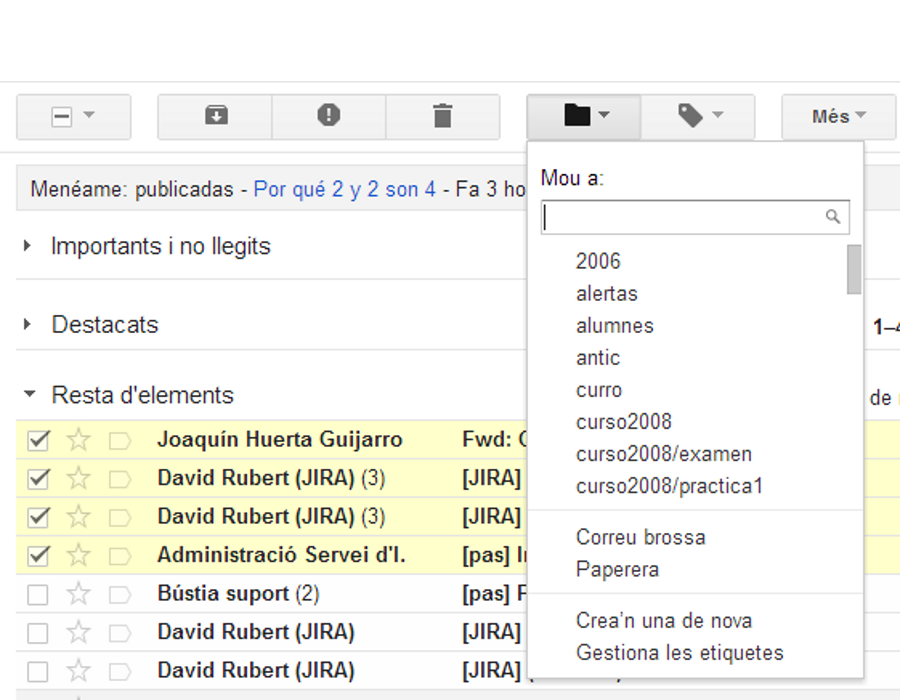 Més
Menéame: publicadas - Por qué 2 y 2 son 4 - Fa 3 ho
Mou a:
Importants i no llegits
2006
alertas
Destacats
alumnes
antic
curro
Resta d'elements
de
curso2008
curso2008/examen
curso2008/practica1
Joaquín Huerta Guijarro Fwd:
David Rubert (JIRA) (3) [JIRA]
David Rubert (JIRA) (3) [JIRA]
Administració Servei d'I. [pas]
Correu brossa
Paperera
Bústia suport (2) [pas]
David Rubert (JIRA) [JIRA]
David Rubert (JIRA) [JIRA]
Crea'n una de nova
Gestiona les etiquetes